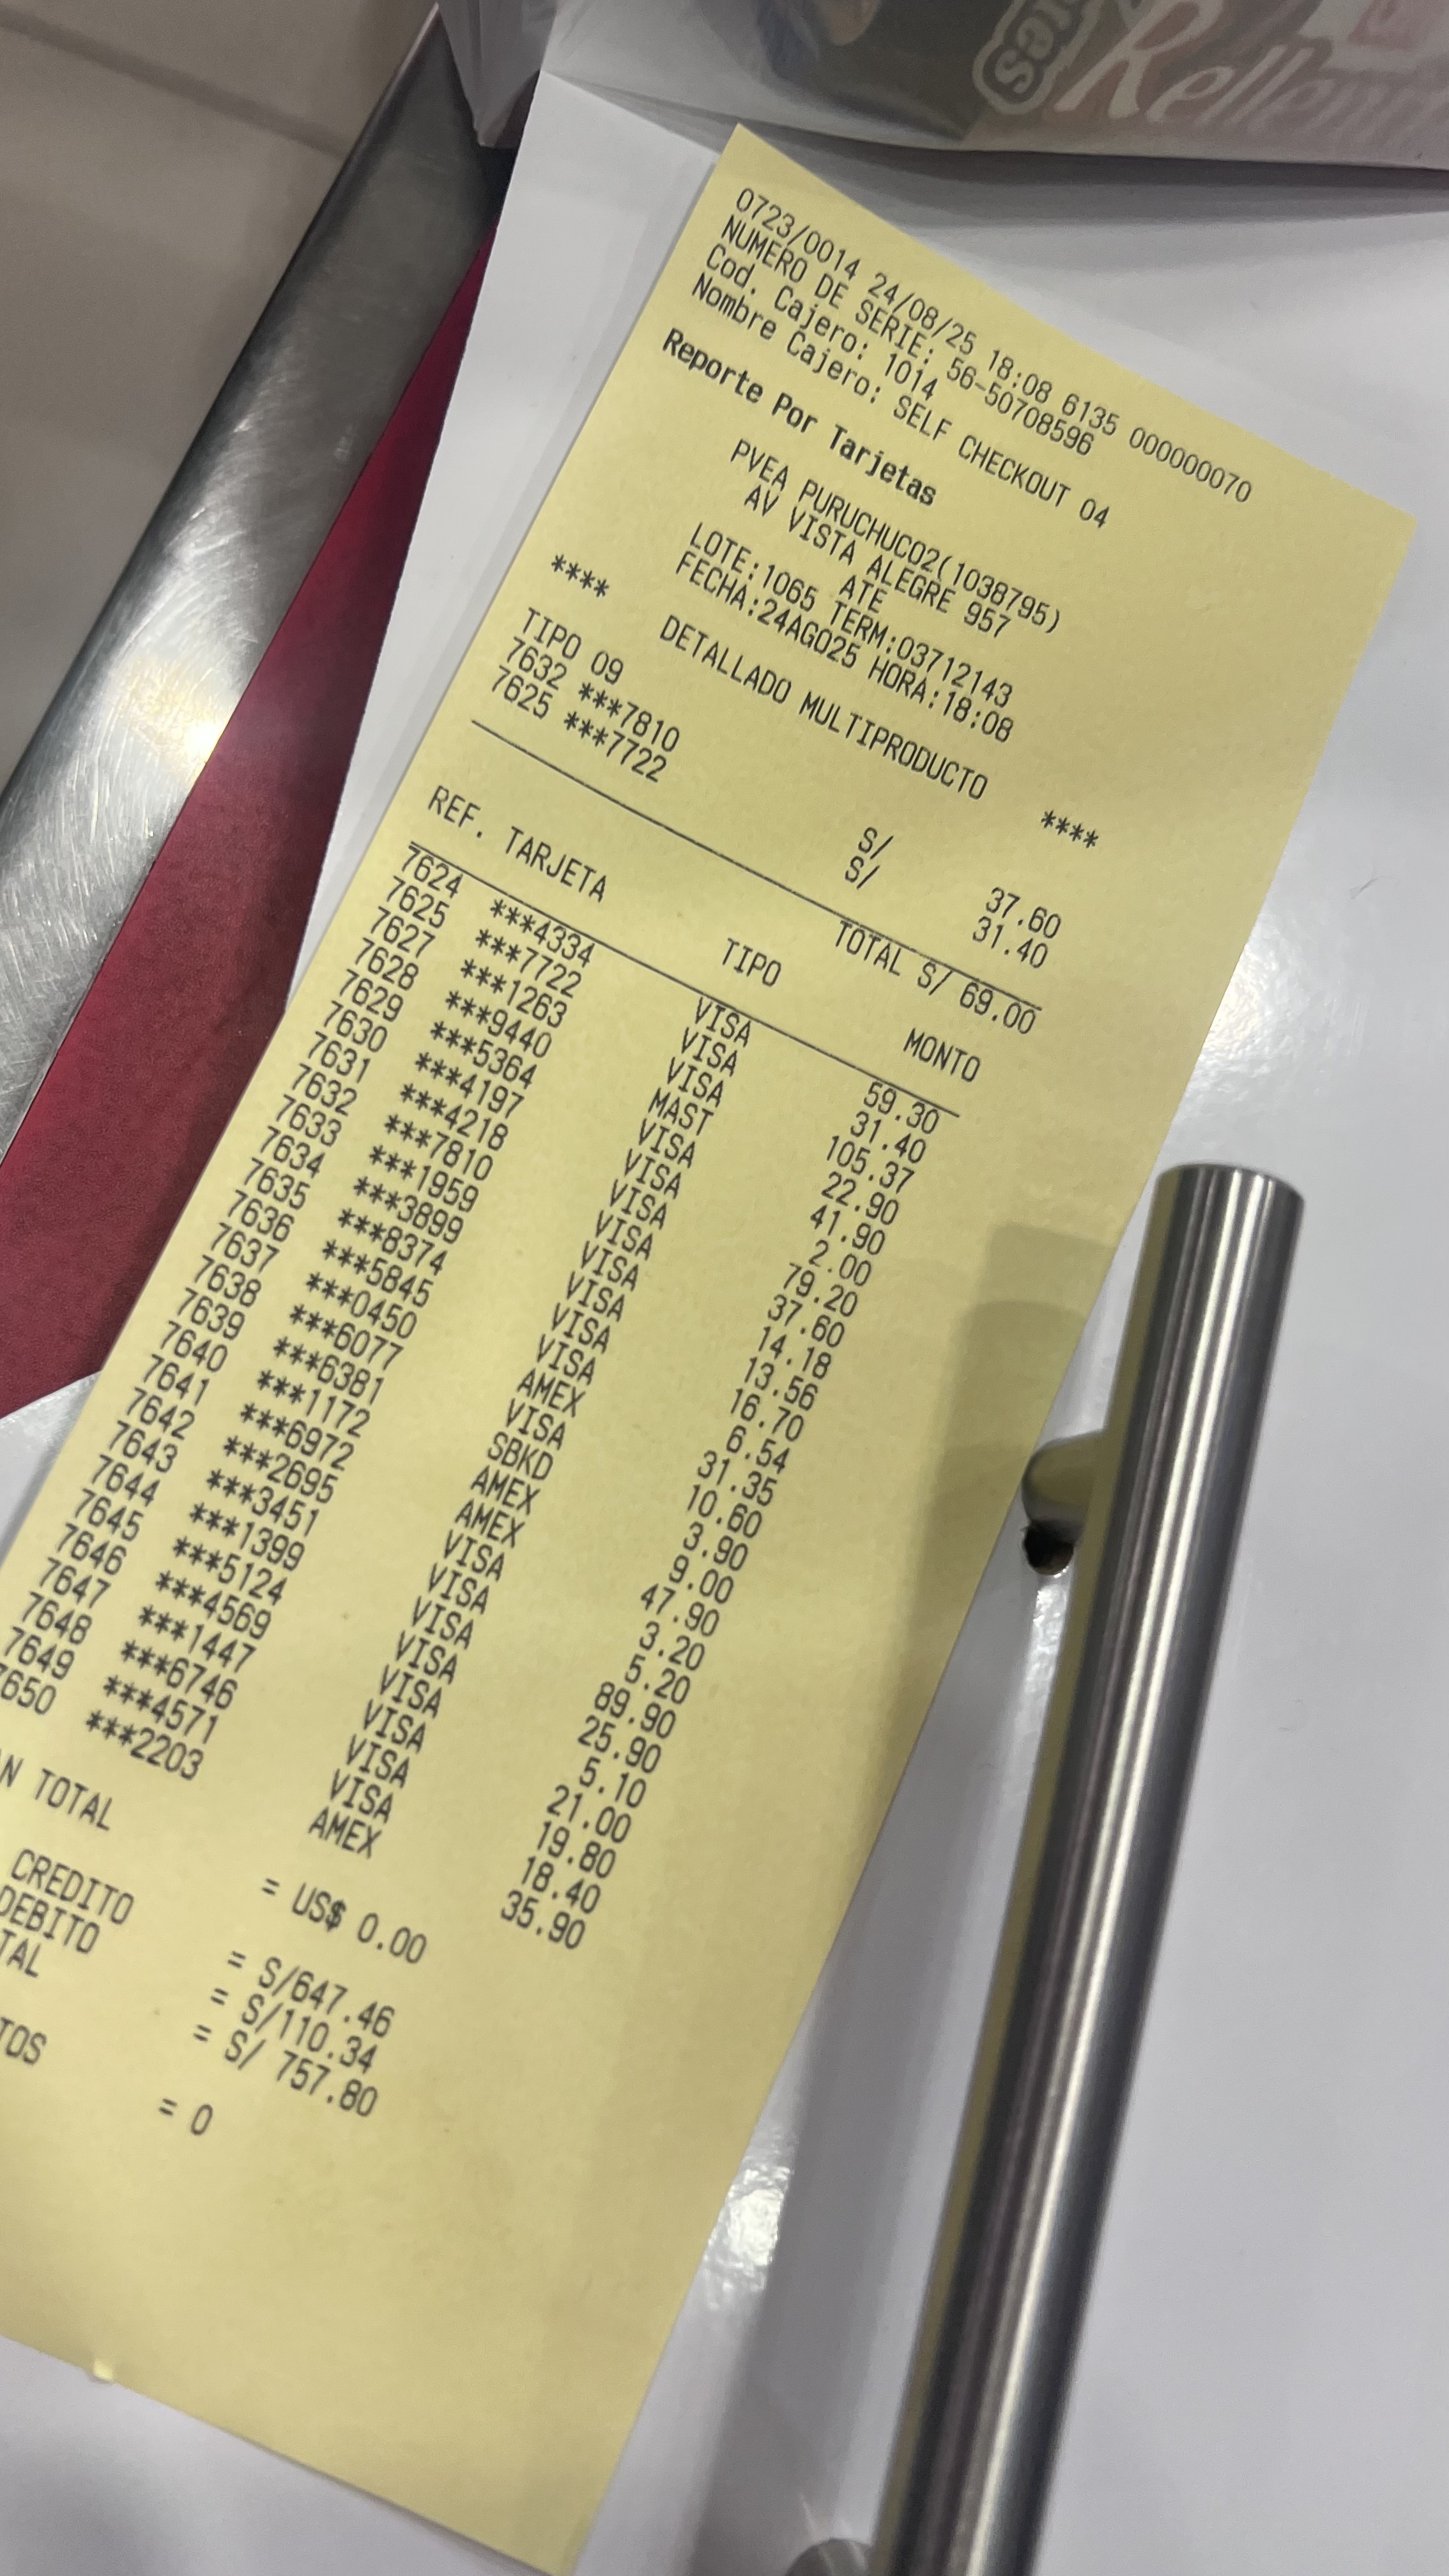 Rellen
0723/0014 24/08/25 18:08 6135 000000070
NUMERO DE SERIE: 56-50708596
Cod. Cajero: 1014
Nombre Cajero: SELF CHECKOUT 04
Reporte Por Tarjetas
PVEA PURUCHUCO2(1038795)
AV VISTA ALEGRE 957
ATE
LOTE:1065 TERM:03712143
FECHA:24AGO25 HORA:18:08
**** DETALLADO MULTIPRODUCTO ****
TIPO 09
7632 ***7810 S/ 37.60
7625 ***7722 S/ 31.40
TOTAL S/ 69.00
REF. TARJETA TIPO MONTO
7624 ***4334 VISA 59.30
7625 ***7722 VISA 31.40
7627 ***1263 VISA 105.37
7628 ***9440 MAST 22.90
7629 ***5364 VISA 41.90
7630 ***4197 VISA 2.00
7631 ***4218 VISA 79.20
7632 ***7810 VISA 37.60
7633 ***1959 VISA 14.18
7634 ***3899 VISA 13.56
7635 ***8374 VISA 16.70
7636 ***5845 VISA 6.54
7637 ***0450 AMEX 31.35
7638 ***6077 VISA 10.60
7639 ***6381 SBKD 3.90
7640 ***1172 AMEX 9.00
7641 ***6972 AMEX 47.90
7642 ***2695 VISA 3.20
7643 ***3451 VISA 5.20
7644 ***1399 VISA 89.90
7645 ***5124 VISA 25.90
7646 ***4569 VISA 5.10
7647 ***1447 VISA 21.00
7648 ***6746 VISA 19.80
7649 ***4571 VISA 18.40
7650 ***2203 AMEX 35.90
N TOTAL = US$ 0.00
CREDITO = S/647.46
DEBITO = S/110.34
TAL = S/ 757.80
TOS = 0